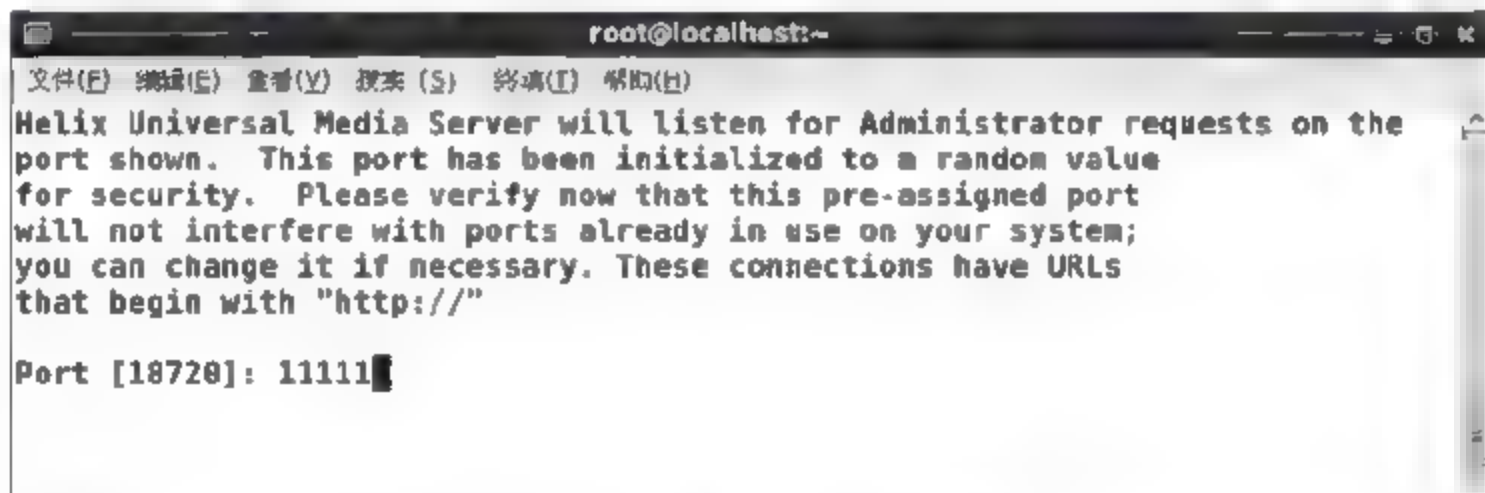 root@localhost:~
文件(F) 编辑(E) 查看(V) 搜索 (S) 终端(T) 帮助(H)
Helix Universal Media Server will listen for Administrator requests on the
port shown.  This port has been initialized to a random value
for security.  Please verify now that this pre-assigned port
will not interfere with ports already in use on your system;
you can change it if necessary. These connections have URLs
that begin with "http://"
Port [18720]: 11111